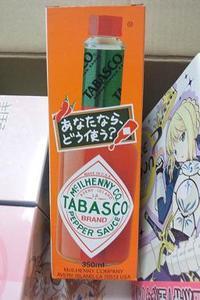 TABASCO
あなたなら、
どう使う?
McILHENNY CO.
TABASCO
BRAND
PEPPER SAUCE
350ml
McILHENNY COMPANY
AVERY ISLAND, LA 70513 USA